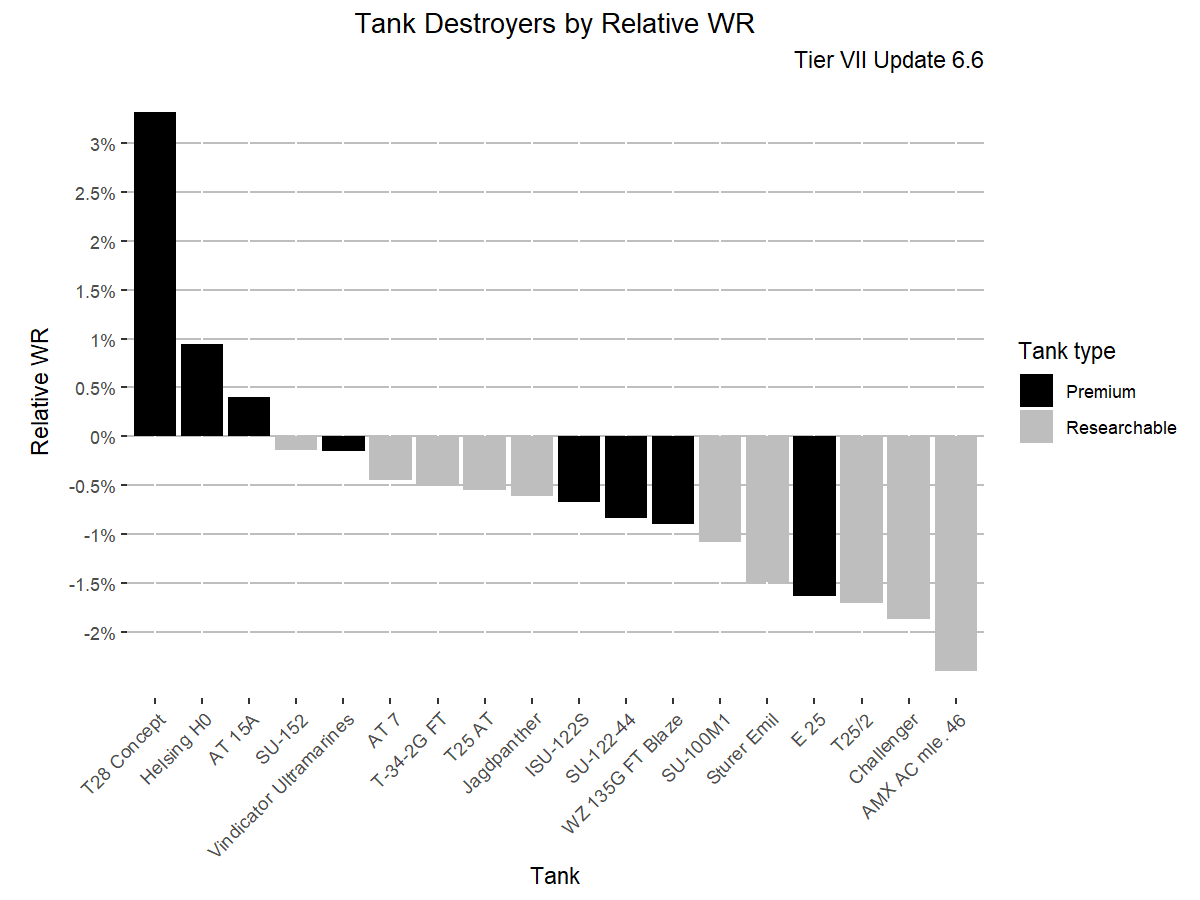 Tank Destroyers by Relative WR
Tier VII Update 6.6
Relative WR
3%
2.5%
2%
1.5%
1%
0.5%
0%
-0.5%
-1%
-1.5%
-2%
T28 Concept
Helsing H0
AT 15A
SU-152
Vindicator Ultramarines
AT 7
T-34-2G FT
T25 AT
Jagdpanther
ISU-122S
SU-122-44
WZ 135G FT Blaze
SU-100M1
Sturer Emil
E 25
T25/2
Challenger
AMX AC mle. 46
Tank
Tank type
Premium
Researchable